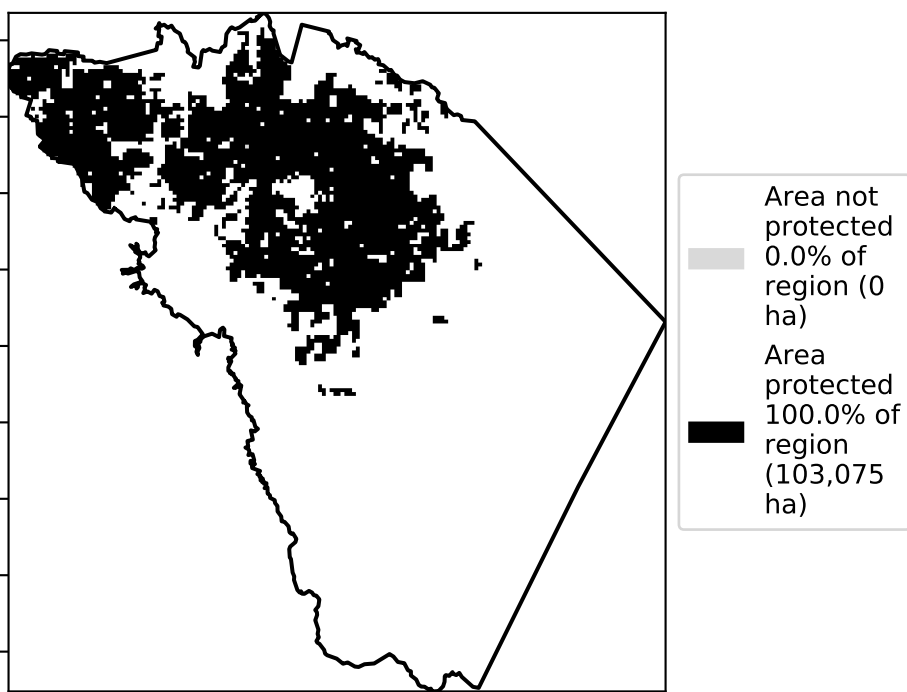 Area not
protected
0.0% of
region (0
ha)
Area
protected
100.0% of
region
(103,075
ha)